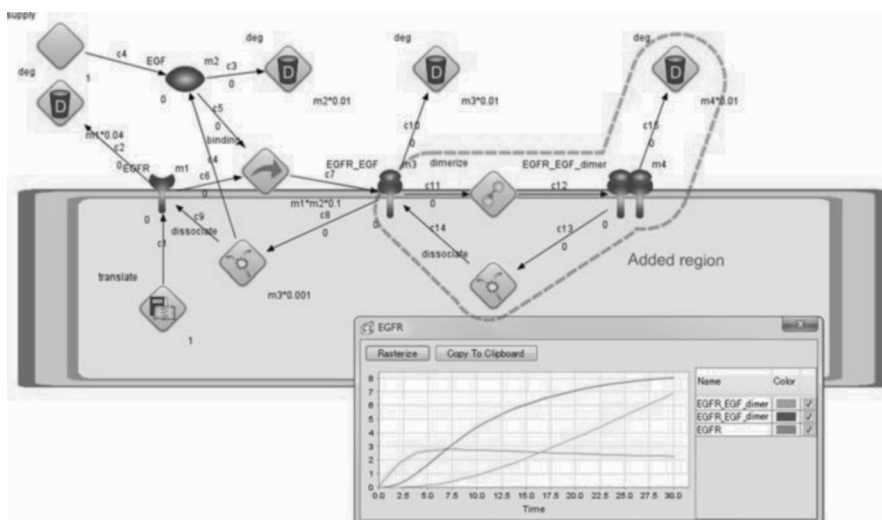 supply
deg
c4
EGF
m2
c3
0
deg
D
1
0
m2*0.01
deg
D
m3*0.01
deg
D
m4*0.01
D
m1*0.04
c2
0
EGFR
m1
c5
0
binding
c4
0
c6
0
c7
m1*m2*0.1
EGFR_EGF
m3
c10
0
dimerize
c11
0
c12
EGFR_EGF_dimer
m4
c15
0
0
0
0
c9
dissociate
c8
0
m3*0.001
c14
dissociate
c13
0
c1
translate
1
Added region
EGFR
Rasterize
Copy To Clipboard
8
7
6
5
4
3
2
1
0
0.0 2.5 5.0 7.5 10.0 12.5 15.0 17.5 20.0 22.5 25.0 27.5 30.0
Time
Name Color
EGFR_EGF_dimer
EGFR_EGF_dimer
EGFR